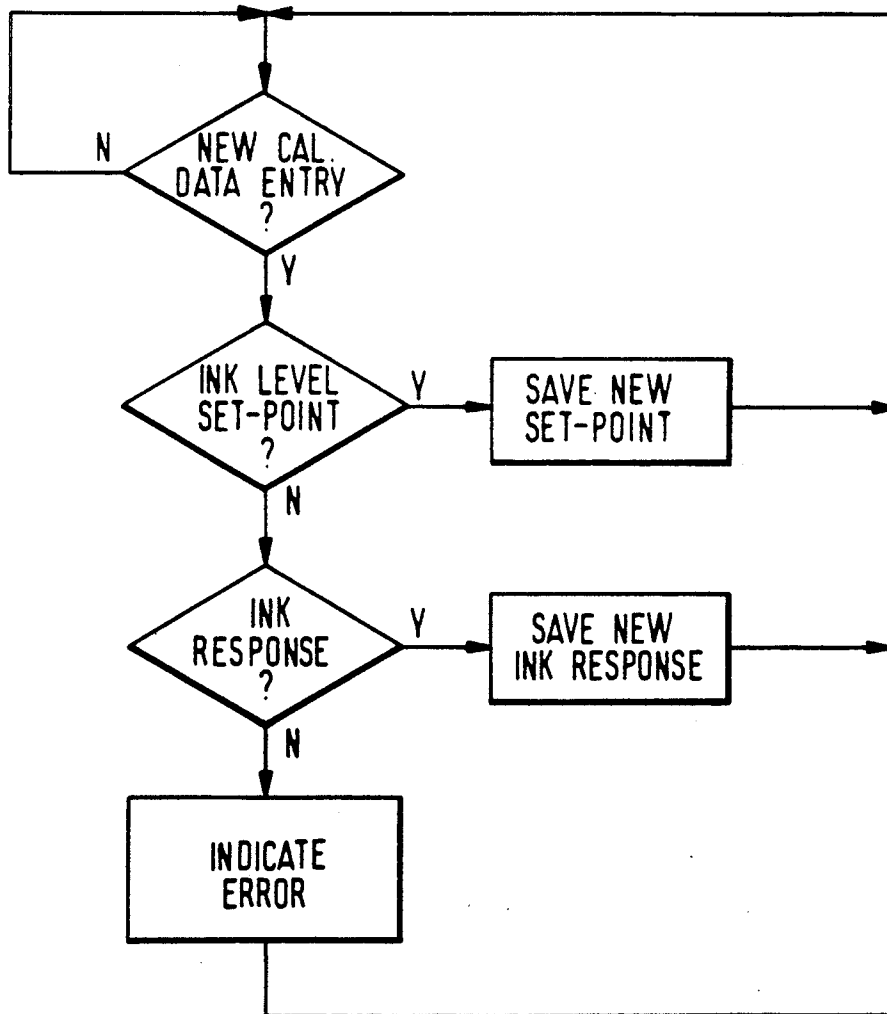 N
NEW CAL.
DATA ENTRY
?
Y
INK LEVEL
SET-POINT
?
Y
SAVE NEW
SET-POINT
N
INK
RESPONSE
?
Y
SAVE NEW
INK RESPONSE
N
INDICATE
ERROR